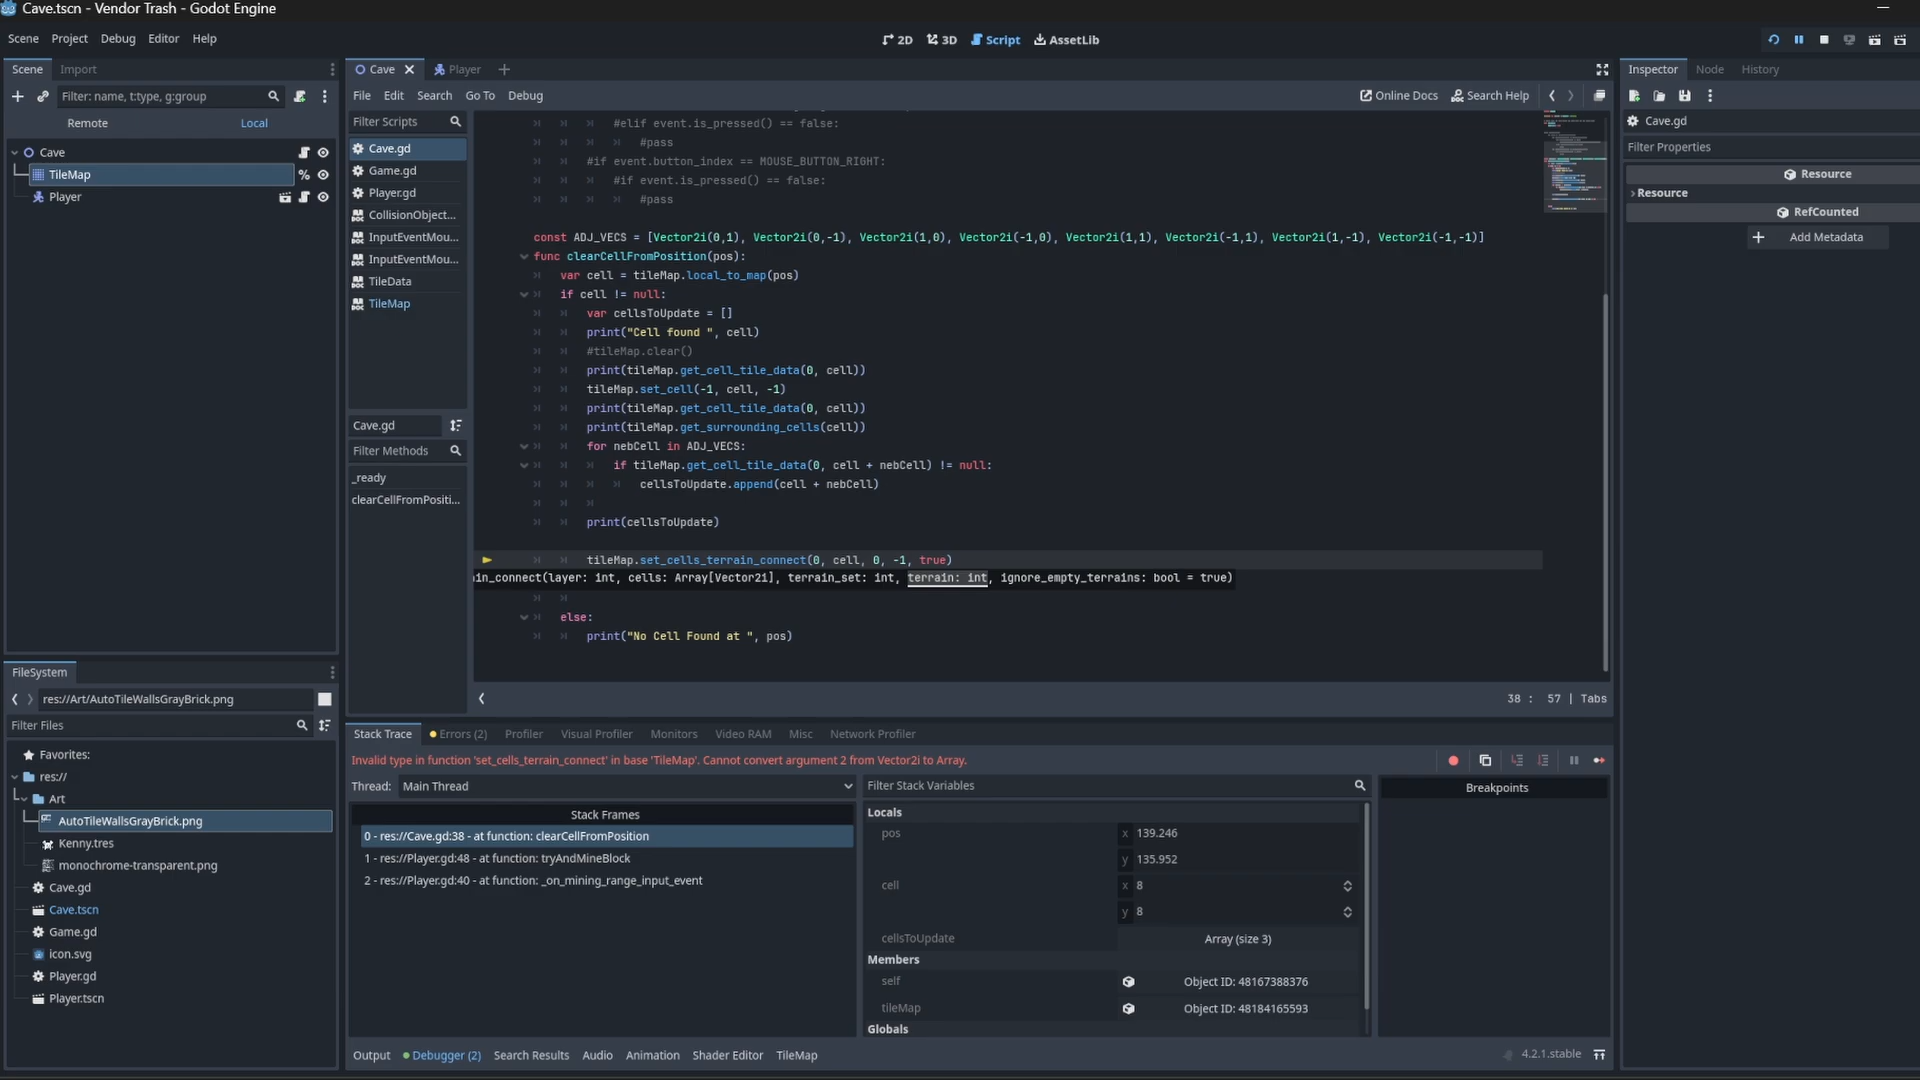 Cave.tscn - Vendor Trash - Godot Engine
Scene Project Debug Editor Help
2D 3D Script AssetLib
Scene Import
Filter: name, t:type, g:group
Remote Local
Cave
TileMap
Player
Cave Player
File Edit Search Go To Debug
Online Docs Search Help
Filter Scripts
Cave.gd
Game.gd
Player.gd
CollisionObject...
InputEventMou...
InputEventMou...
TileData
TileMap
Cave.gd
Filter Methods
_ready
clearCellFromPositi...
#elif event.is_pressed() == false:
#pass
#if event.button_index == MOUSE_BUTTON_RIGHT:
#if event.is_pressed() == false:
#pass
const ADJ_VECS = [Vector2i(0,1), Vector2i(0,-1), Vector2i(1,0), Vector2i(-1,0), Vector2i(1,1), Vector2i(-1,1), Vector2i(1,-1), Vector2i(-1,-1)]
func clearCellFromPosition(pos):
var cell = tileMap.local_to_map(pos)
if cell != null:
var cellsToUpdate = []
print("Cell found ", cell)
#tileMap.clear()
print(tileMap.get_cell_tile_data(0, cell))
tileMap.set_cell(-1, cell, -1)
print(tileMap.get_cell_tile_data(0, cell))
print(tileMap.get_surrounding_cells(cell))
for nebCell in ADJ_VECS:
if tileMap.get_cell_tile_data(0, cell + nebCell) != null:
cellsToUpdate.append(cell + nebCell)
print(cellsToUpdate)
tileMap.set_cells_terrain_connect(0, cell, 0, -1, true)
in_connect(layer: int, cells: Array[Vector2i], terrain_set: int, terrain: int, ignore_empty_terrains: bool = true)
else:
print("No Cell Found at ", pos)
38 : 57 | Tabs
Inspector Node History
Cave.gd
Filter Properties
Resource
Resource
RefCounted
Add Metadata
FileSystem
res://Art/AutoTileWallsGrayBrick.png
Filter Files
Favorites:
res://
Art
AutoTileWallsGrayBrick.png
Kenny.tres
monochrome-transparent.png
Cave.gd
Cave.tscn
Game.gd
icon.svg
Player.gd
Player.tscn
Stack Trace Errors (2) Profiler Visual Profiler Monitors Video RAM Misc Network Profiler
Invalid type in function 'set_cells_terrain_connect' in base 'TileMap'. Cannot convert argument 2 from Vector2i to Array.
Thread: Main Thread
Filter Stack Variables
Breakpoints
Stack Frames
0 - res://Cave.gd:38 - at function: clearCellFromPosition
1 - res://Player.gd:48 - at function: tryAndMineBlock
2 - res://Player.gd:40 - at function: _on_mining_range_input_event
Locals
pos x 139.246
y 135.952
cell x 8
y 8
cellsToUpdate Array (size 3)
Members
self Object ID: 48167388376
tileMap Object ID: 48184165593
Globals
Output Debugger (2) Search Results Audio Animation Shader Editor TileMap
4.2.1.stable